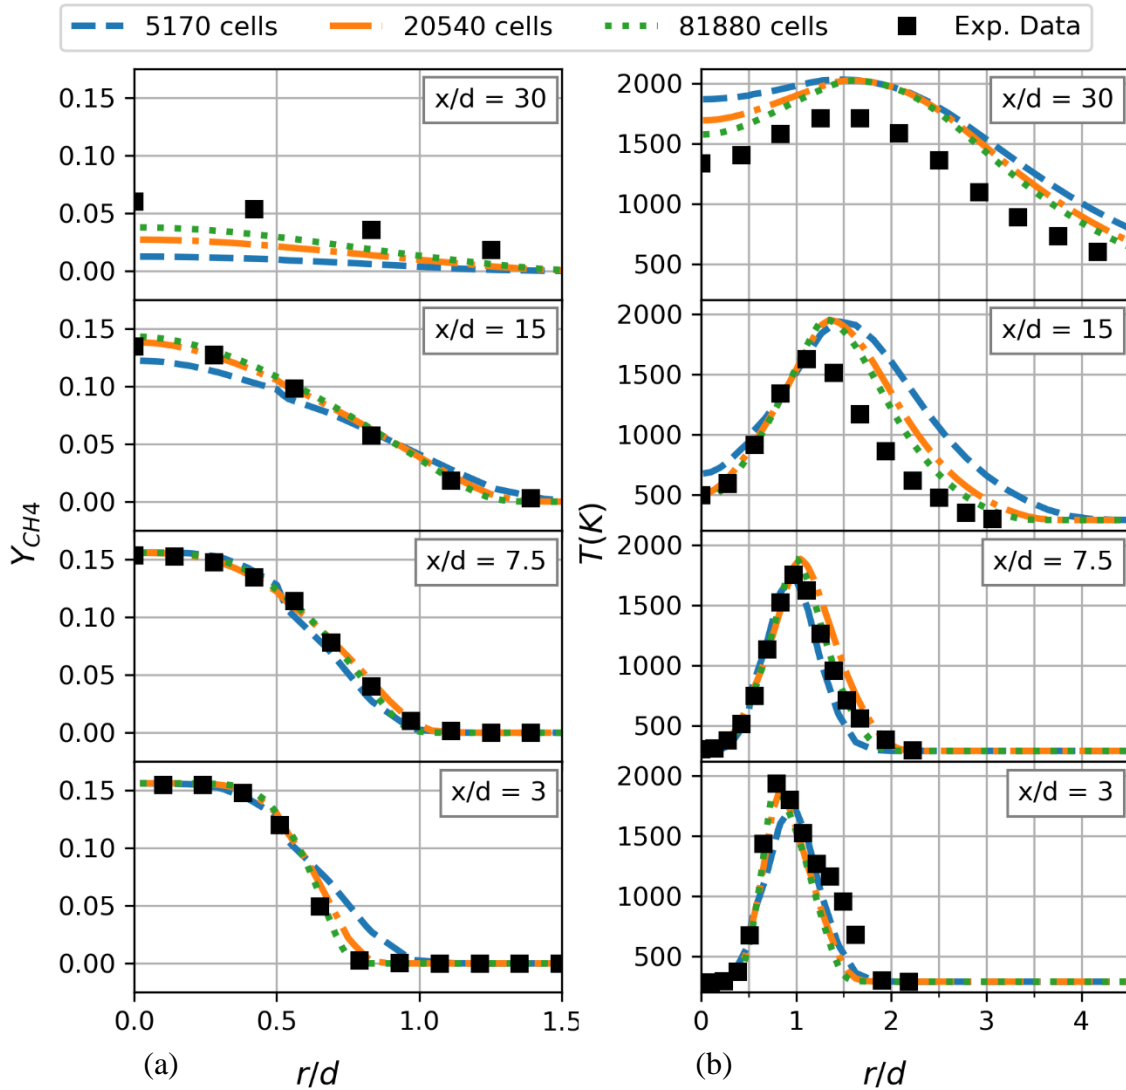 5170 cells 20540 cells 81880 cells Exp. Data
0.15 x/d = 30
0.10
0.05
0.00
0.15 x/d = 15
0.10
0.05
0.00
0.15 x/d = 7.5
0.10
0.05
0.00
0.15 x/d = 3
0.10
0.05
0.00
Y_CH4
0.0 0.5 1.0 1.5
(a) r/d
2000 x/d = 30
1500
1000
500
2000 x/d = 15
1500
1000
500
2000 x/d = 7.5
1500
1000
500
2000 x/d = 3
1500
1000
500
T(K)
0 1 2 3 4
(b) r/d